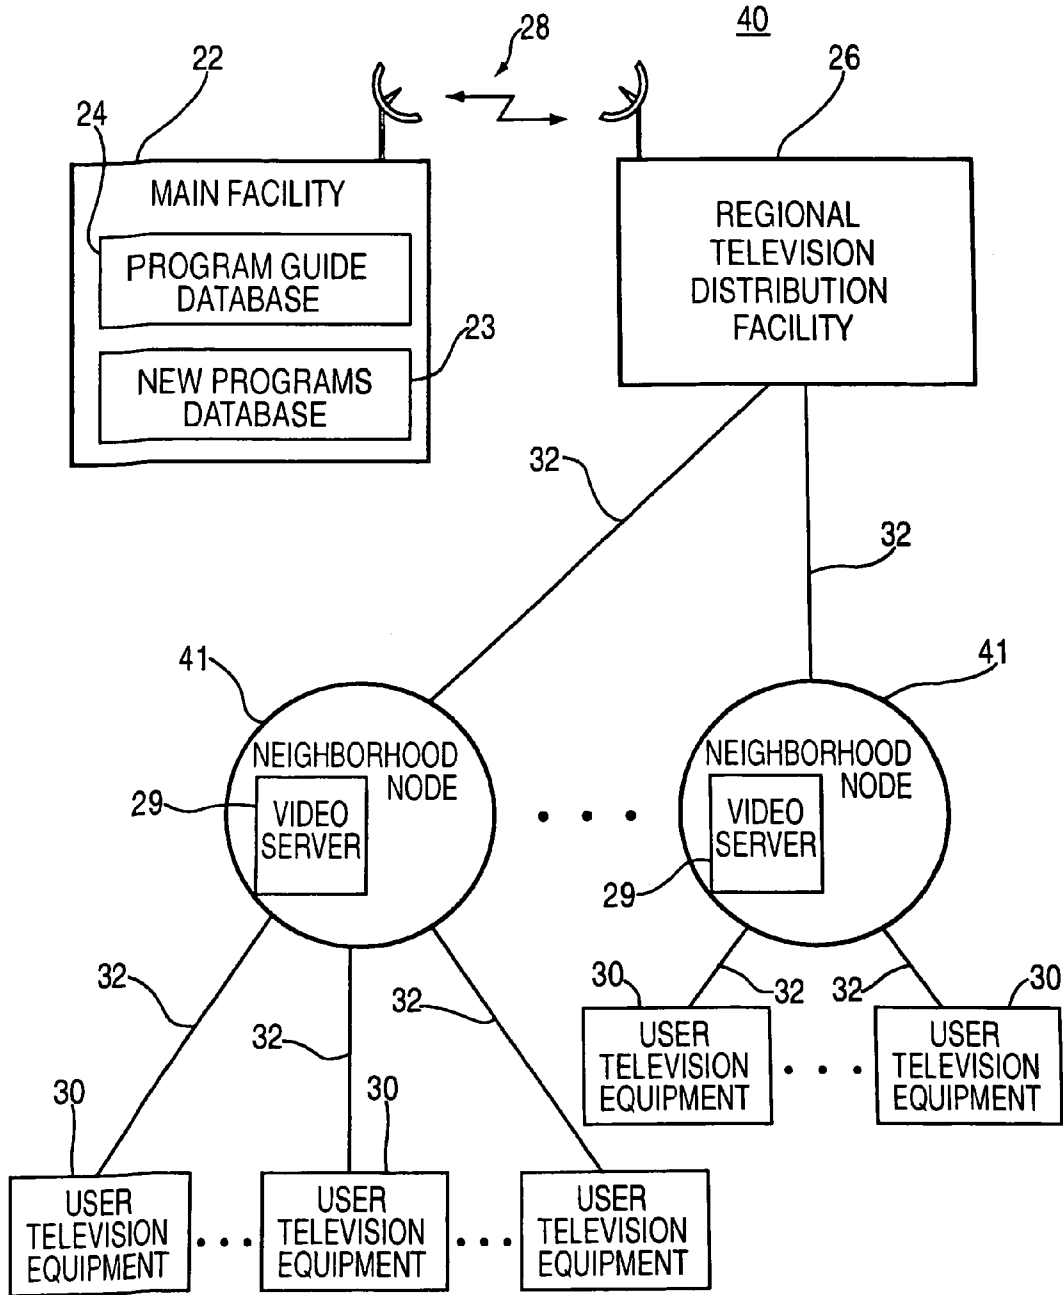 40
28
22
26
24
MAIN FACILITY
PROGRAM GUIDE
DATABASE
23
NEW PROGRAMS
DATABASE
REGIONAL
TELEVISION
DISTRIBUTION
FACILITY
32
32
41
41
NEIGHBORHOOD
NODE
29
VIDEO
SERVER
NEIGHBORHOOD
NODE
VIDEO
SERVER
29
32
32
32
30
32
32
30
USER
TELEVISION
EQUIPMENT
USER
TELEVISION
EQUIPMENT
30
30
USER
TELEVISION
EQUIPMENT
USER
TELEVISION
EQUIPMENT
USER
TELEVISION
EQUIPMENT